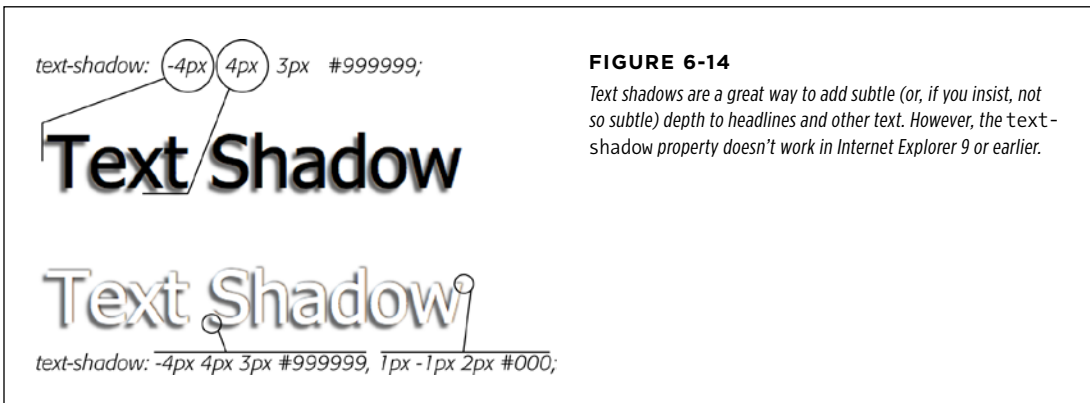 text-shadow: -4px 4px 3px #999999;
Text Shadow
Text Shadow
text-shadow: -4px 4px 3px #999999, 1px -1px 2px #000;
FIGURE 6-14
Text shadows are a great way to add subtle (or, if you insist, not
so subtle) depth to headlines and other text. However, the text-
shadow property doesn't work in Internet Explorer 9 or earlier.